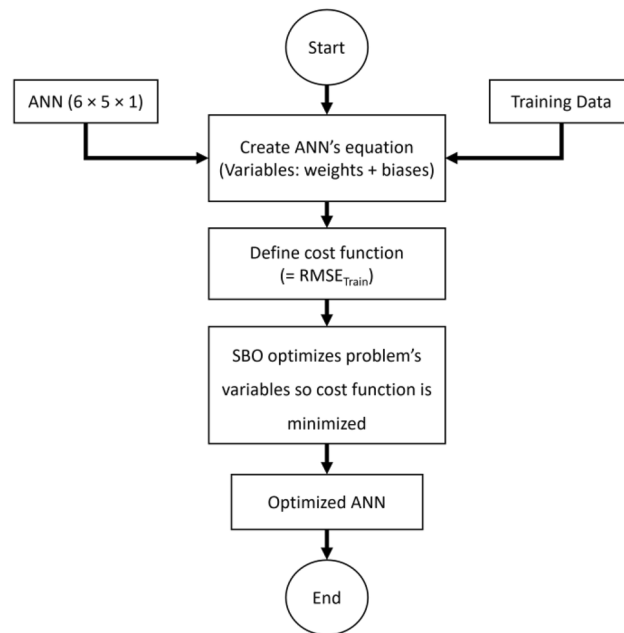 Start
ANN (6 × 5 × 1)
Training Data
Create ANN’s equation
(Variables: weights + biases)
Define cost function
(= RMSE_Train)
SBO optimizes problem’s
variables so cost function is
minimized
Optimized ANN
End